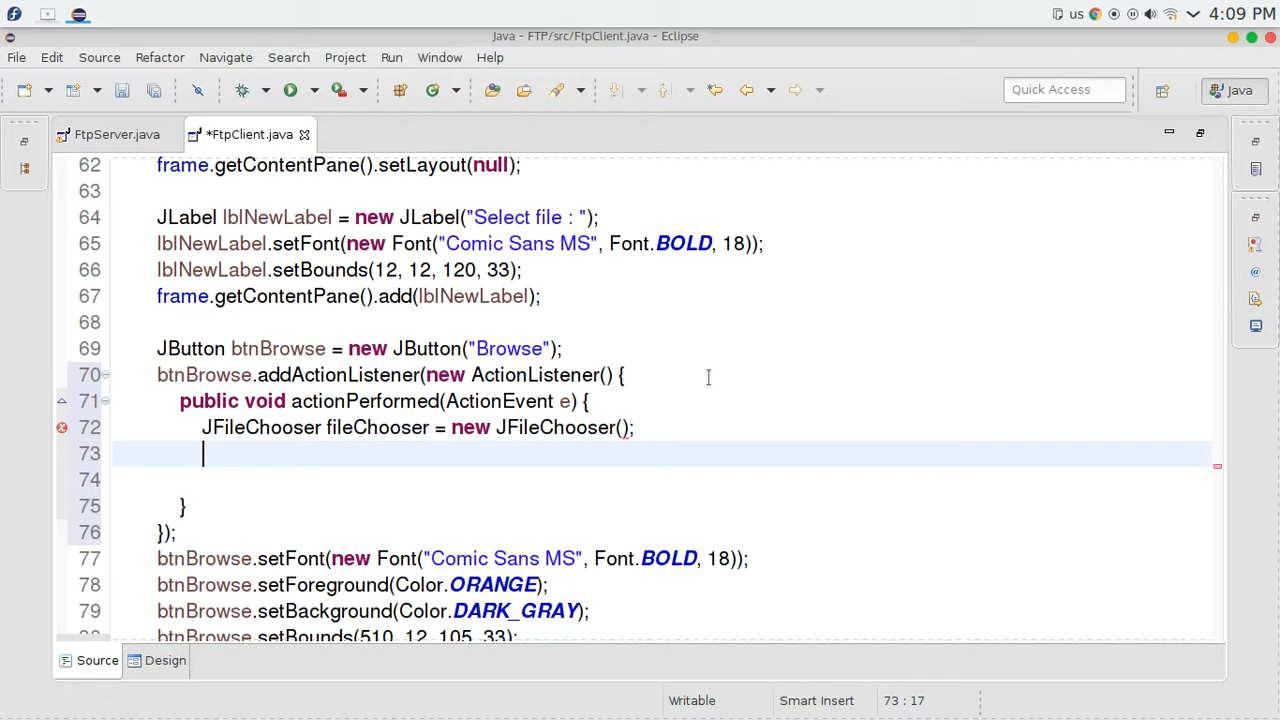 us 4:09 PM
Java - FTP/src/FtpClient.java - Eclipse
File Edit Source Refactor Navigate Search Project Run Window Help
Quick Access Java
FtpServer.java *FtpClient.java
62 frame.getContentPane().setLayout(null);
63
64 JLabel lblNewLabel = new JLabel("Select file : ");
65 lblNewLabel.setFont(new Font("Comic Sans MS", Font.BOLD, 18));
66 lblNewLabel.setBounds(12, 12, 120, 33);
67 frame.getContentPane().add(lblNewLabel);
68
69 JButton btnBrowse = new JButton("Browse");
70 btnBrowse.addActionListener(new ActionListener() {
71 public void actionPerformed(ActionEvent e) {
72 JFileChooser fileChooser = new JFileChooser();
73
74
75 }
76 });
77 btnBrowse.setFont(new Font("Comic Sans MS", Font.BOLD, 18));
78 btnBrowse.setForeground(Color.ORANGE);
79 btnBrowse.setBackground(Color.DARK_GRAY);
btnBrowse.setBounds(510, 12, 105, 33);
Source Design
Writable Smart Insert 73 : 17